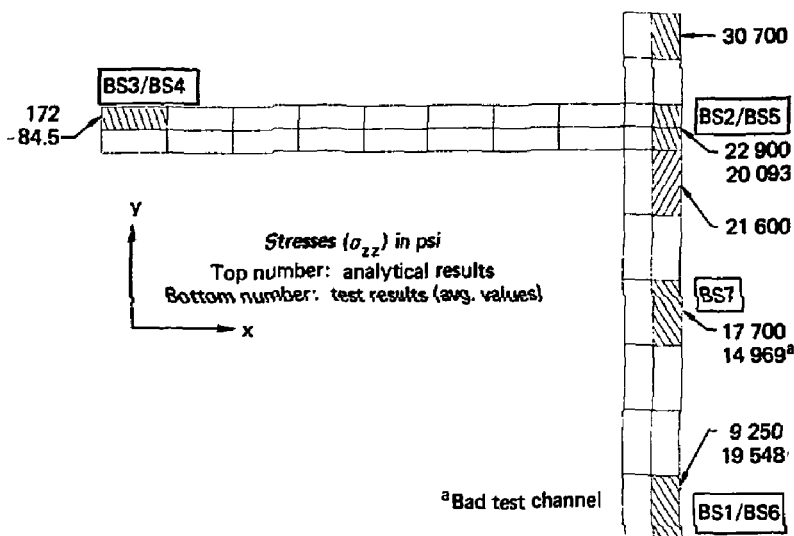 30 700
BS3/BS4
172
-84.5
BS2/BS5
22 900
20 093
21 600
y
Stresses (σzz) in psi
Top number: analytical results
Bottom number: test results (avg. values)
x
BS7
17 700
14 969ª
9 250
19 548
ªBad test channel
BS1/BS6